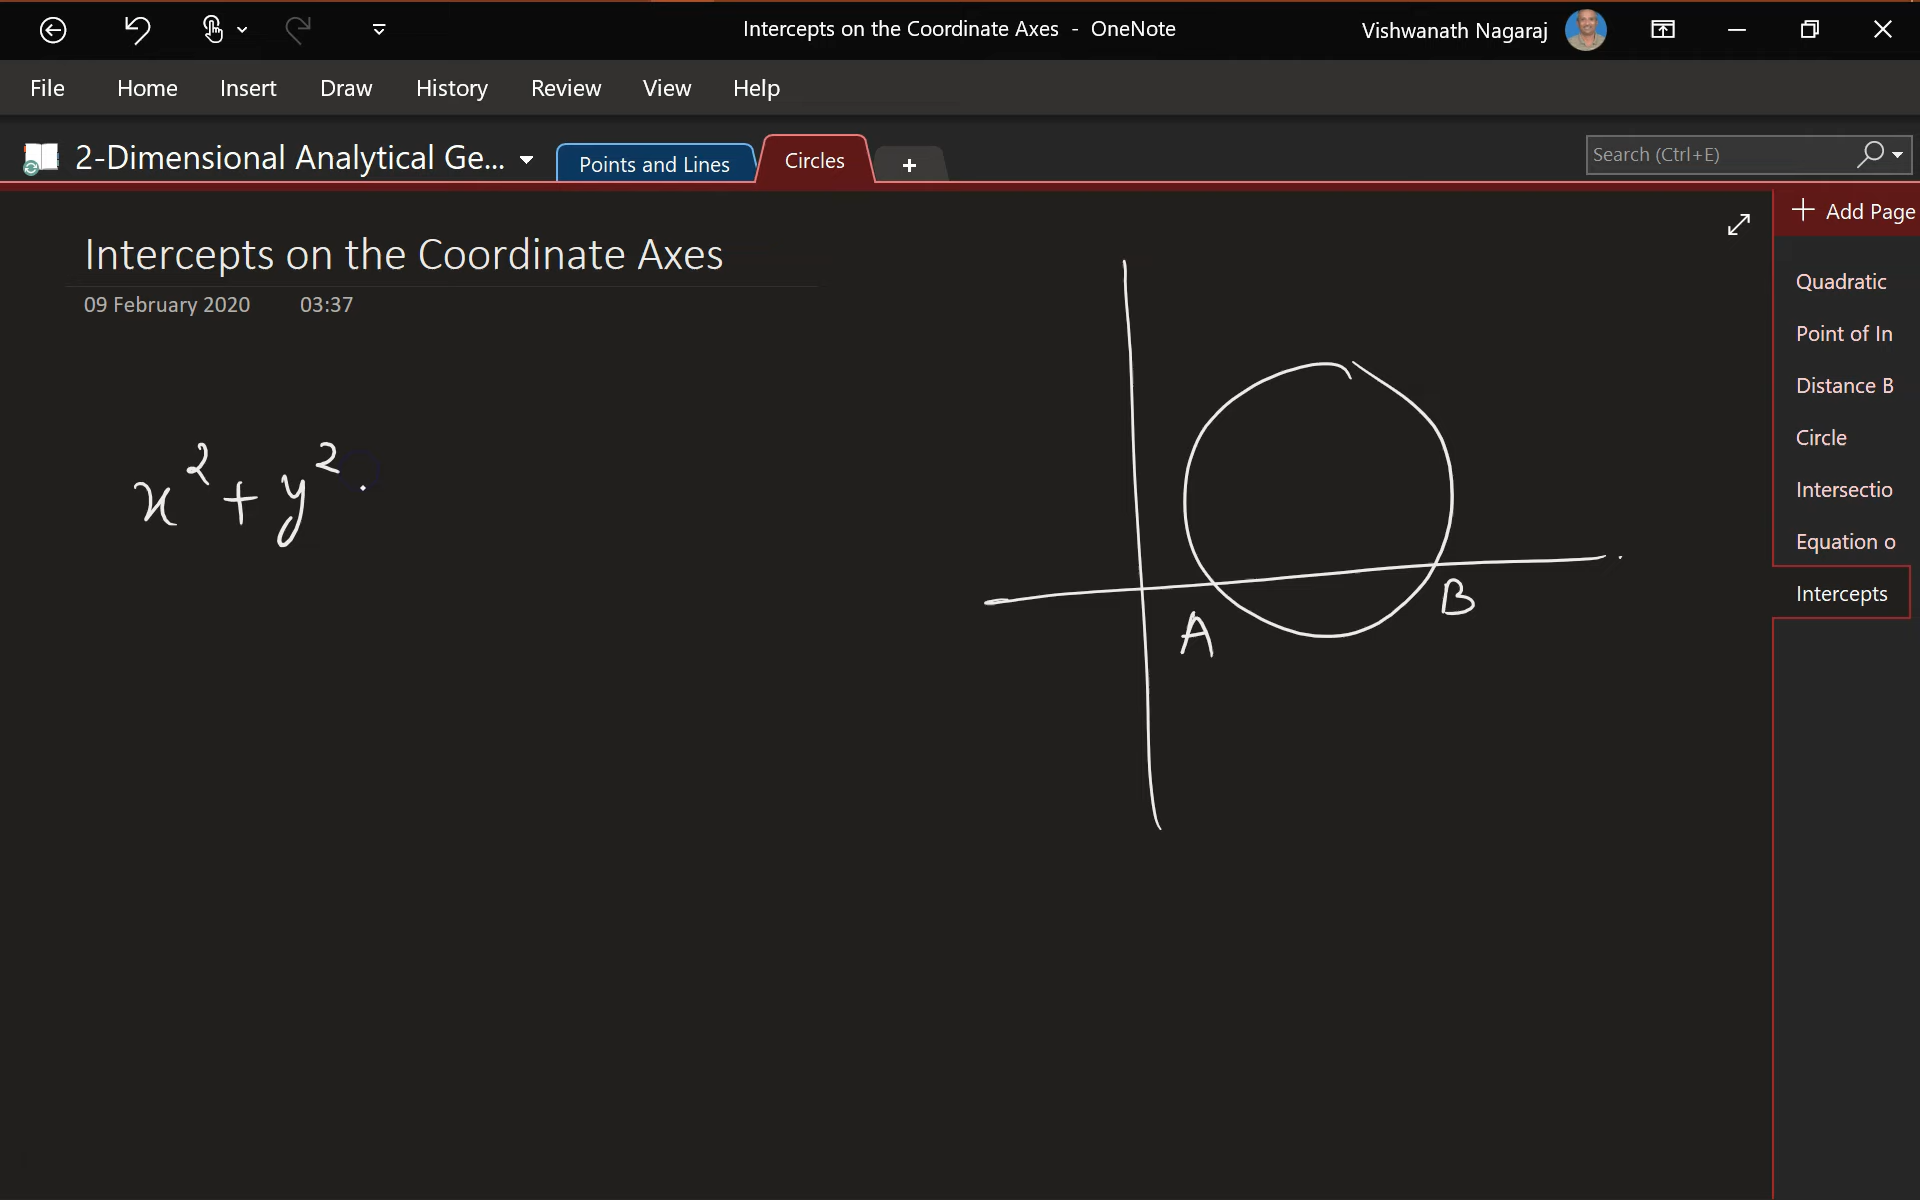 Intercepts on the Coordinate Axes - OneNote
Vishwanath Nagaraj
File Home Insert Draw History Review View Help
2-Dimensional Analytical Ge...
Points and Lines
Circles
+
Search (Ctrl+E)
Add Page
Intercepts on the Coordinate Axes
09 February 2020 03:37
Quadratic
Point of In
Distance B
Circle
Intersectio
Equation o
Intercepts
x² + y²
A
B